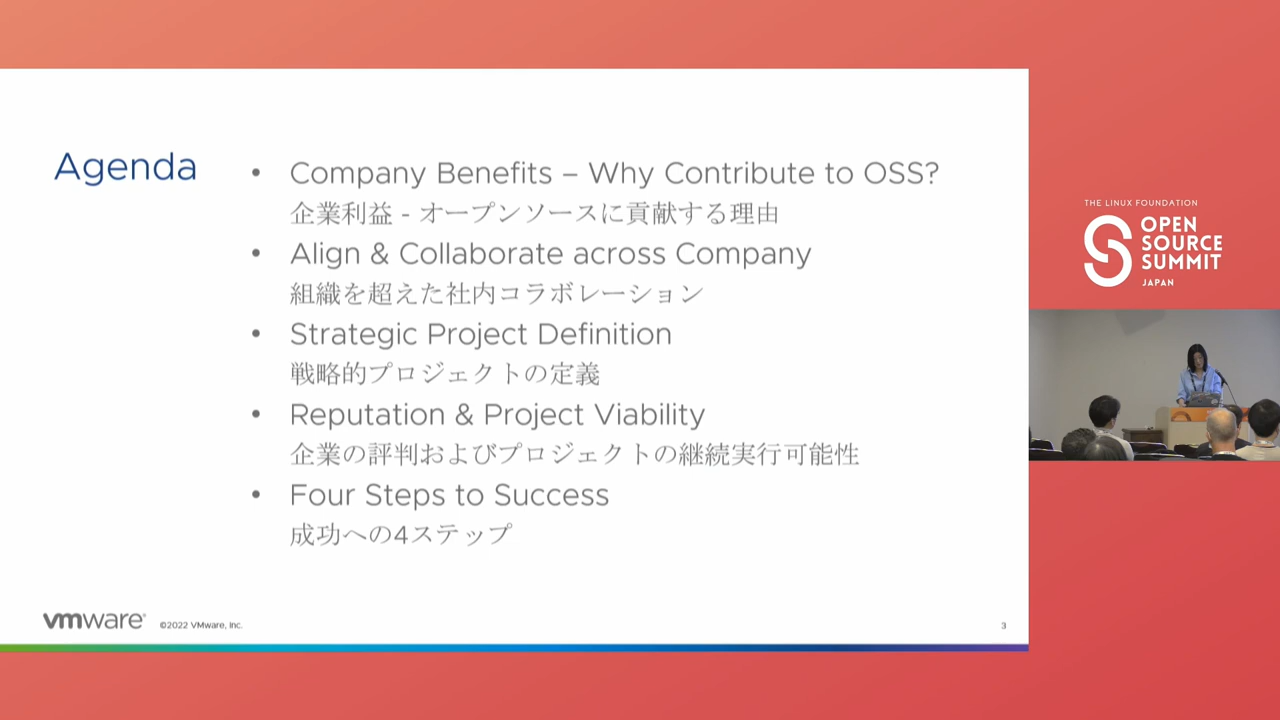 Agenda
• Company Benefits – Why Contribute to OSS?
企業利益 - オープンソースに貢献する理由
• Align & Collaborate across Company
組織を超えた社内コラボレーション
• Strategic Project Definition
戦略的プロジェクトの定義
• Reputation & Project Viability
企業の評判およびプロジェクトの継続実行可能性
• Four Steps to Success
成功への4ステップ
vmware® ©2022 VMware, Inc.
3
THE LINUX FOUNDATION
OPEN
SOURCE
SUMMIT
JAPAN